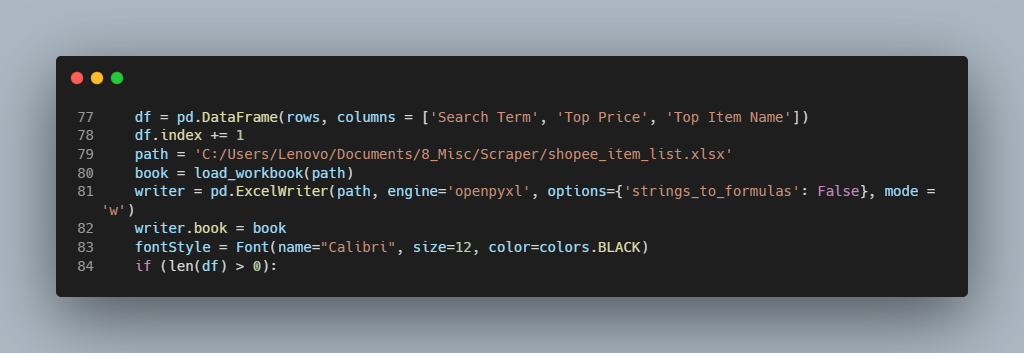 77 df = pd.DataFrame(rows, columns = ['Search Term', 'Top Price', 'Top Item Name'])
78 df.index += 1
79 path = 'C:/Users/Lenovo/Documents/8_Misc/Scraper/shopee_item_list.xlsx'
80 book = load_workbook(path)
81 writer = pd.ExcelWriter(path, engine='openpyxl', options={'strings_to_formulas': False}, mode =
'w')
82 writer.book = book
83 fontStyle = Font(name="Calibri", size=12, color=colors.BLACK)
84 if (len(df) > 0):